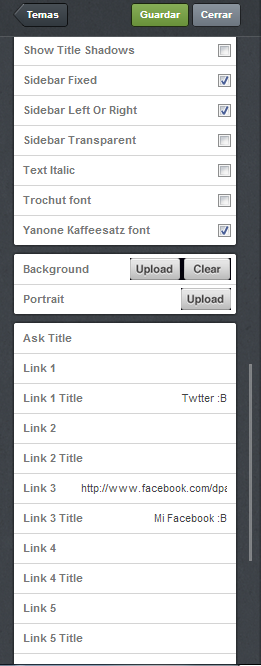 Temas
Guardar
Cerrar
Show Title Shadows
Sidebar Fixed
Sidebar Left Or Right
Sidebar Transparent
Text Italic
Trochut font
Yanone Kaffeesatz font
Background Upload Clear
Portrait Upload
Ask Title
Link 1
Link 1 Title Twtter :B
Link 2
Link 2 Title
Link 3 http://www.facebook.com/dpa
Link 3 Title Mi Facebook :B
Link 4
Link 4 Title
Link 5
Link 5 Title